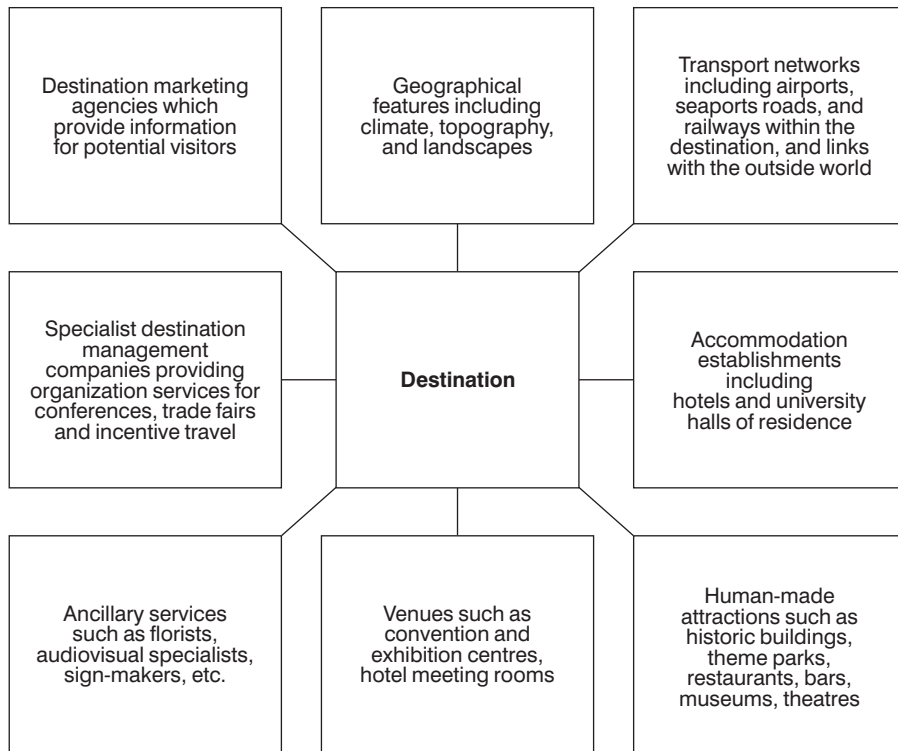 Destination marketing
agencies which
provide information
for potential visitors
Geographical
features including
climate, topography,
and landscapes
Transport networks
including airports,
seaports roads, and
railways within the
destination, and links
with the outside world
Specialist destination
management
companies providing
organization services for
conferences, trade fairs
and incentive travel
Destination
Accommodation
establishments
including
hotels and university
halls of residence
Ancillary services
such as florists,
audiovisual specialists,
sign-makers, etc.
Venues such as
convention and
exhibition centres,
hotel meeting rooms
Human-made
attractions such as
historic buildings,
theme parks,
restaurants, bars,
museums, theatres